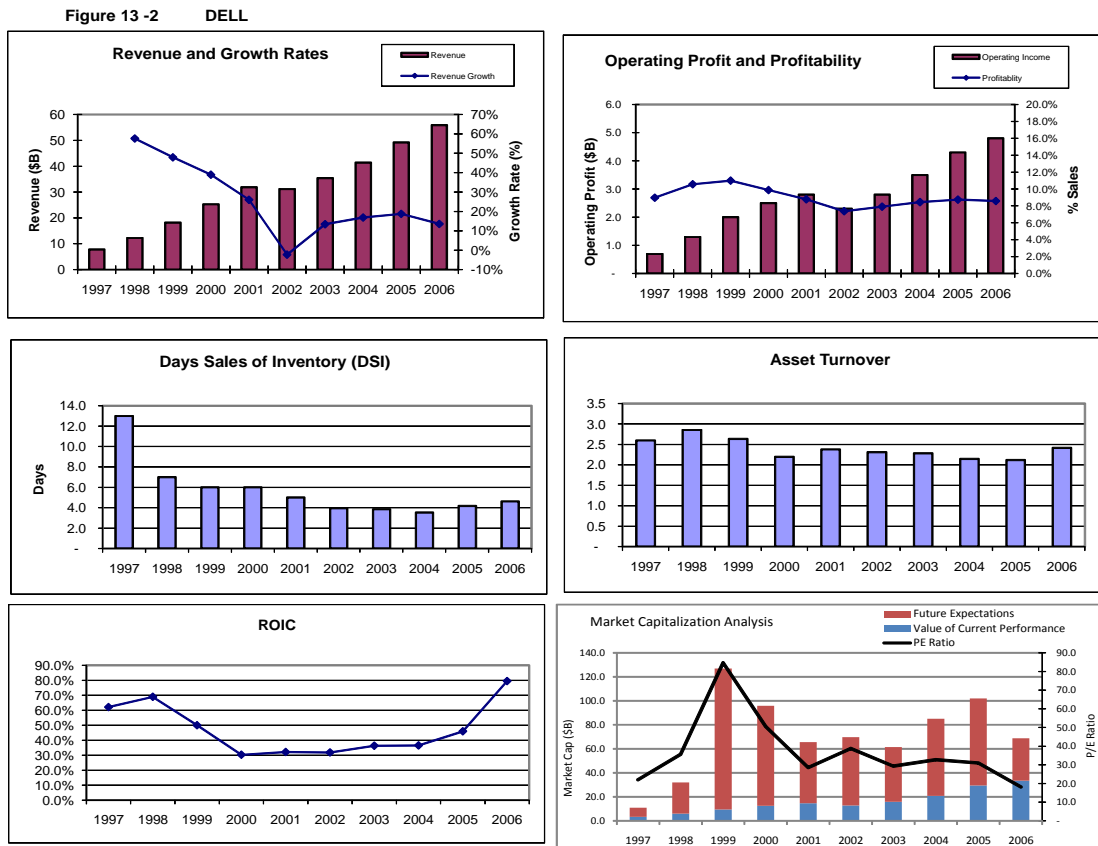 Figure 13 -2 DELL
Revenue and Growth Rates
Revenue
Revenue Growth
60
50
40
30
20
10
0
Revenue ($B)
70%
60%
50%
40%
30%
20%
10%
0%
-10%
Growth Rate (%)
1997 1998 1999 2000 2001 2002 2003 2004 2005 2006
Operating Profit and Profitability
Operating Income
Profitablity
6.0
5.0
4.0
3.0
2.0
1.0
-
Operating Profit ($B)
20.0%
18.0%
16.0%
14.0%
12.0%
10.0%
8.0%
6.0%
4.0%
2.0%
0.0%
% Sales
1997 1998 1999 2000 2001 2002 2003 2004 2005 2006
Days Sales of Inventory (DSI)
14.0
12.0
10.0
8.0
6.0
4.0
2.0
-
Days
1997 1998 1999 2000 2001 2002 2003 2004 2005 2006
Asset Turnover
3.5
3.0
2.5
2.0
1.5
1.0
0.5
-
1997 1998 1999 2000 2001 2002 2003 2004 2005 2006
ROIC
90.0%
80.0%
70.0%
60.0%
50.0%
40.0%
30.0%
20.0%
10.0%
0.0%
1997 1998 1999 2000 2001 2002 2003 2004 2005 2006
Market Capitalization Analysis
Future Expectations
Value of Current Performance
PE Ratio
140.0
120.0
100.0
80.0
60.0
40.0
20.0
0.0
Market Cap ($B)
90.0
80.0
70.0
60.0
50.0
40.0
30.0
20.0
10.0
-
P/E Ratio
1997 1998 1999 2000 2001 2002 2003 2004 2005 2006